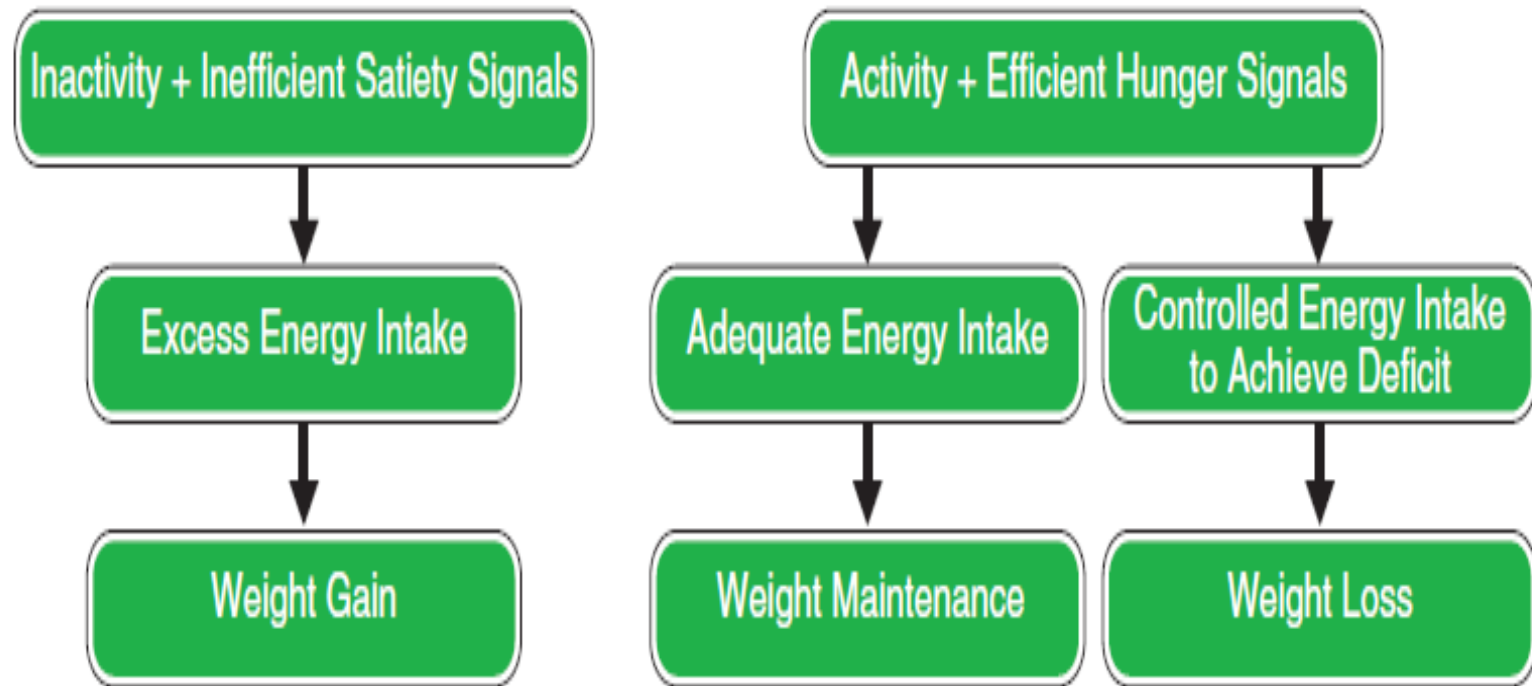 Inactivity + Inefficient Satiety Signals
Activity + Efficient Hunger Signals
Excess Energy Intake
Adequate Energy Intake
Controlled Energy Intake
to Achieve Deficit
Weight Gain
Weight Maintenance
Weight Loss